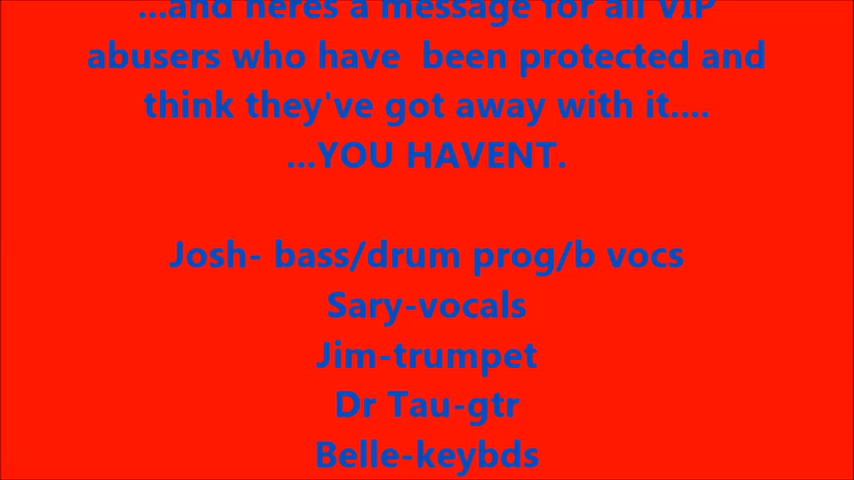 ...and heres a message for all VIP
abusers who have  been protected and
think they've got away with it....
...YOU HAVENT.
Josh- bass/drum prog/b vocs
Sary-vocals
Jim-trumpet
Dr Tau-gtr
Belle-keybds